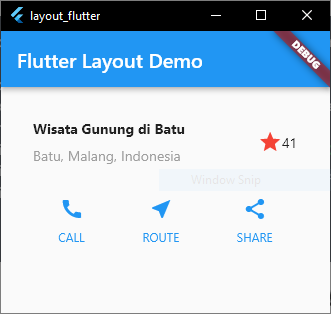 layout_flutter
Flutter Layout Demo
DEBUG
Wisata Gunung di Batu
41
Batu, Malang, Indonesia
Window Snip
CALL
ROUTE
SHARE